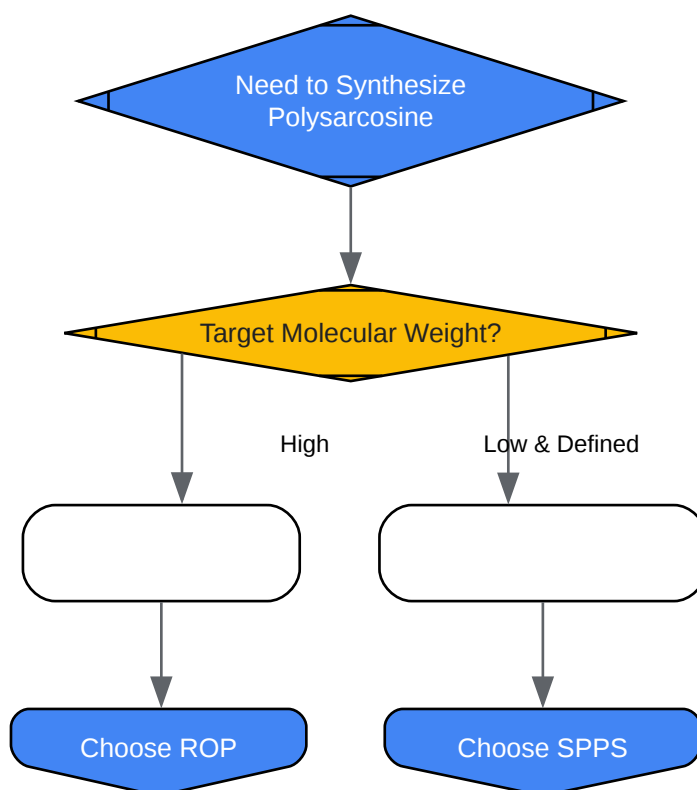 Need to Synthesize
Polysarcosine
Target Molecular Weight?
High
Low & Defined
Choose ROP
Choose SPPS